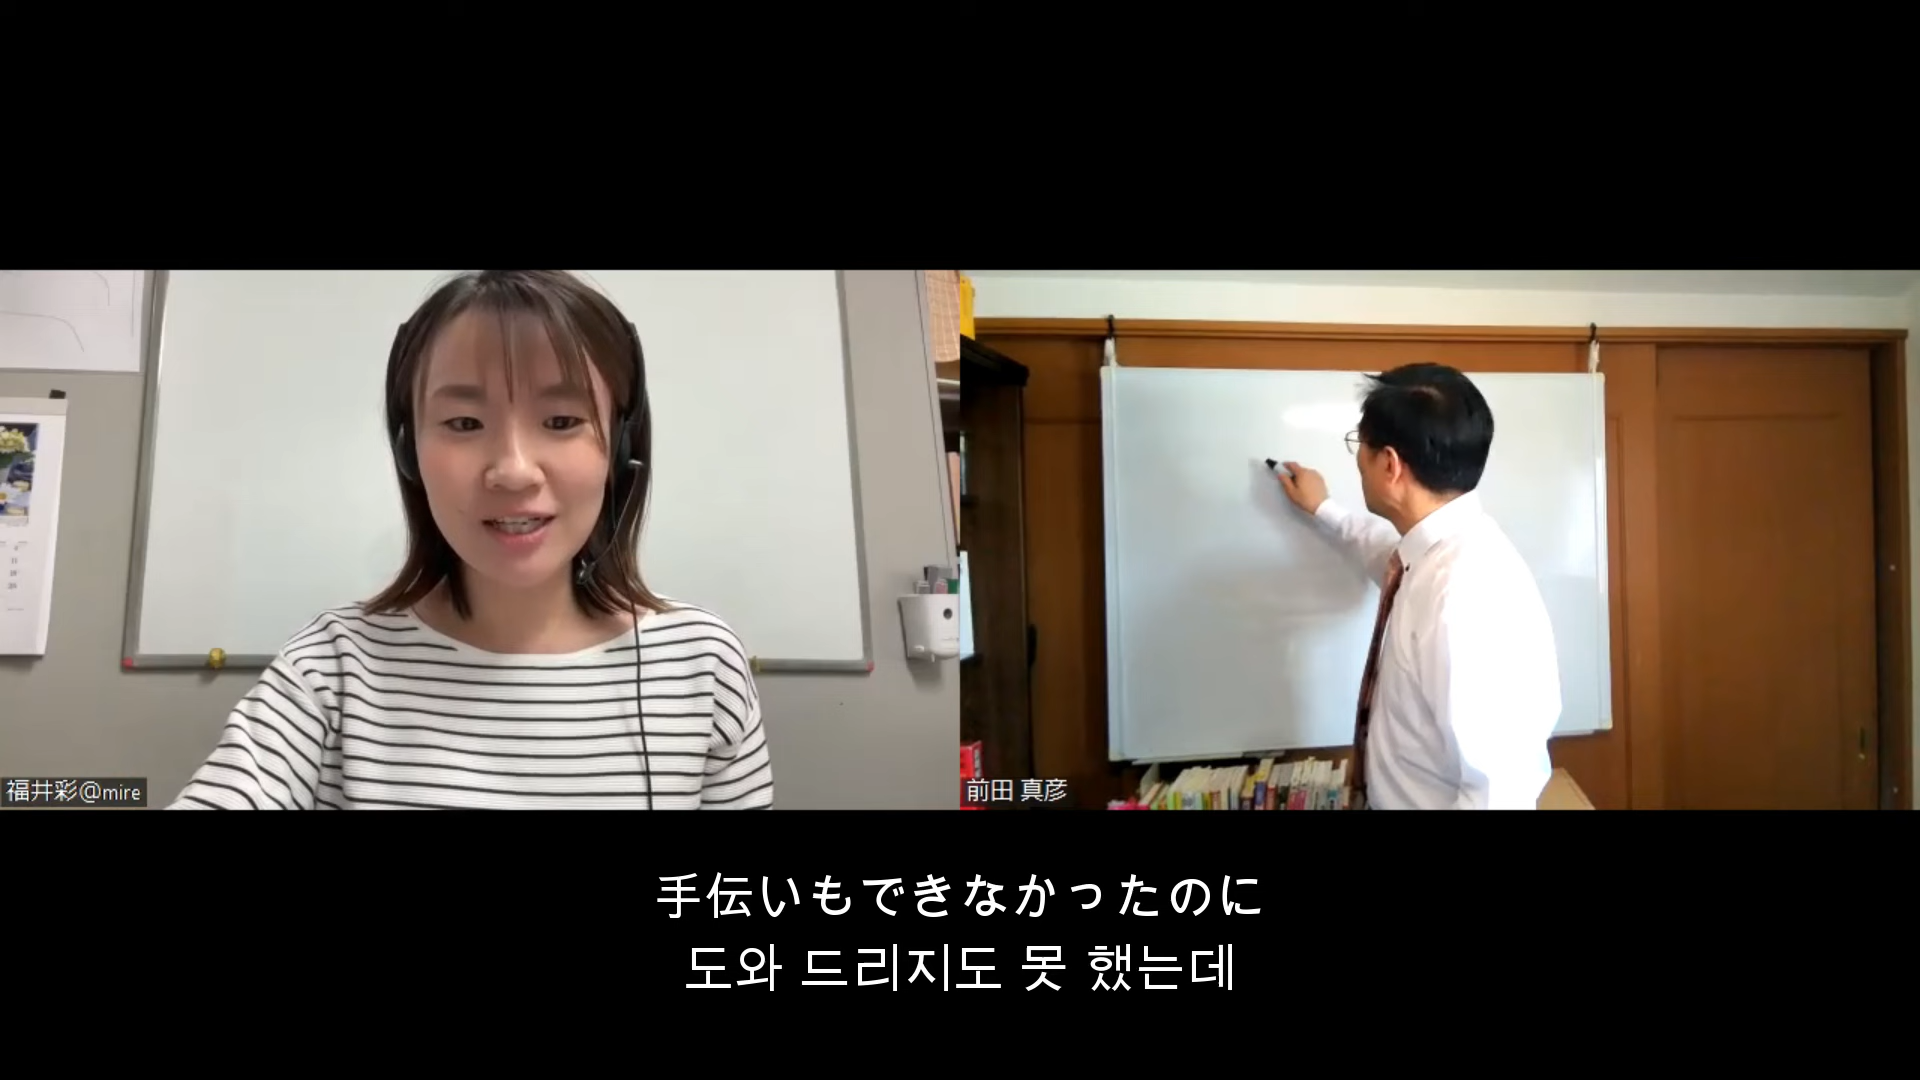 福井彩@mire
前田 真彦
手伝いもできなかったのに
도와 드리지도 못 했는데